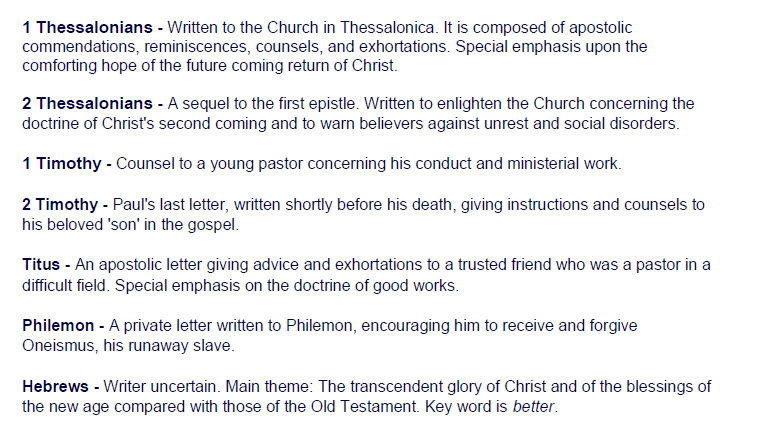 1 Thessalonians - Written to the Church in Thessalonica. It is composed of apostolic
commendations, reminiscences, counsels, and exhortations. Special emphasis upon the
comforting hope of the future coming return of Christ.
2 Thessalonians - A sequel to the first epistle. Written to enlighten the Church concerning the
doctrine of Christ's second coming and to warn believers against unrest and social disorders.
1 Timothy - Counsel to a young pastor concerning his conduct and ministerial work.
2 Timothy - Paul's last letter, written shortly before his death, giving instructions and counsels to
his beloved 'son' in the gospel.
Titus - An apostolic letter giving advice and exhortations to a trusted friend who was a pastor in a
difficult field. Special emphasis on the doctrine of good works.
Philemon - A private letter written to Philemon, encouraging him to receive and forgive
Oneismus, his runaway slave.
Hebrews - Writer uncertain. Main theme: The transcendent glory of Christ and of the blessings of
the new age compared with those of the Old Testament. Key word is better.